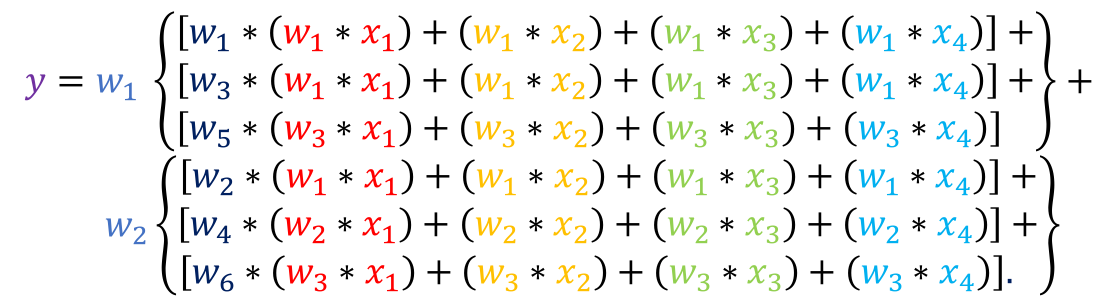 [w₁ * (w₁ * x₁) + (w₁ * x₂) + (w₁ * x₃) + (w₁ * x₄)] +
y = w₁ { [w₃ * (w₁ * x₁) + (w₁ * x₂) + (w₁ * x₃) + (w₁ * x₄)] + } +
[w₅ * (w₃ * x₁) + (w₃ * x₂) + (w₃ * x₃) + (w₃ * x₄)]
[w₂ * (w₁ * x₁) + (w₁ * x₂) + (w₁ * x₃) + (w₁ * x₄)] +
w₂ { [w₄ * (w₂ * x₁) + (w₂ * x₂) + (w₂ * x₃) + (w₂ * x₄)] + }
[w₆ * (w₃ * x₁) + (w₃ * x₂) + (w₃ * x₃) + (w₃ * x₄)].